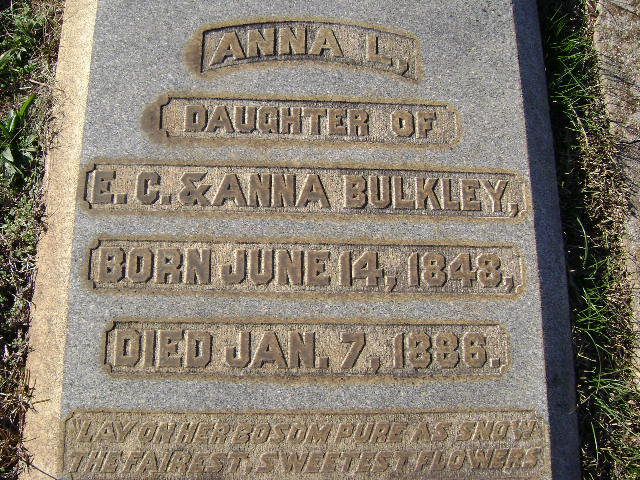 ANNA L.,
DAUGHTER OF
E. C. & ANNA BULKLEY,
BORN JUNE 14, 1848,
DIED JAN. 7, 1886.
"LAY ON HER BOSOM PURE AS SNOW
THE FAIREST SWEETEST FLOWERS